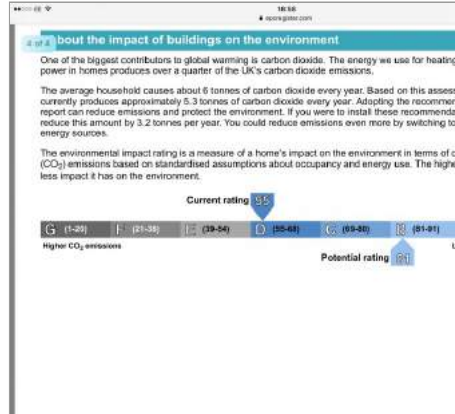 EE 18:58
eporegister.com
4 of 4
bout the impact of buildings on the environment
One of the biggest contributors to global warming is carbon dioxide. The energy we use for heating
power in homes produces over a quarter of the UK's carbon dioxide emissions.
The average household causes about 6 tonnes of carbon dioxide every year. Based on this assess
currently produces approximately 5.3 tonnes of carbon dioxide every year. Adopting the recommen
report can reduce emissions and protect the environment. If you were to install these recommenda
reduce this amount by 3.2 tonnes per year. You could reduce emissions even more by switching to
energy sources.
The environmental impact rating is a measure of a home's impact on the environment in terms of c
(CO2) emissions based on standardised assumptions about occupancy and energy use. The highe
less impact it has on the environment.
Current rating 55
G (1-20) F (21-38) E (39-54) D (55-68) C (69-80) B (81-91)
Higher CO2 emissions
Potential rating 81